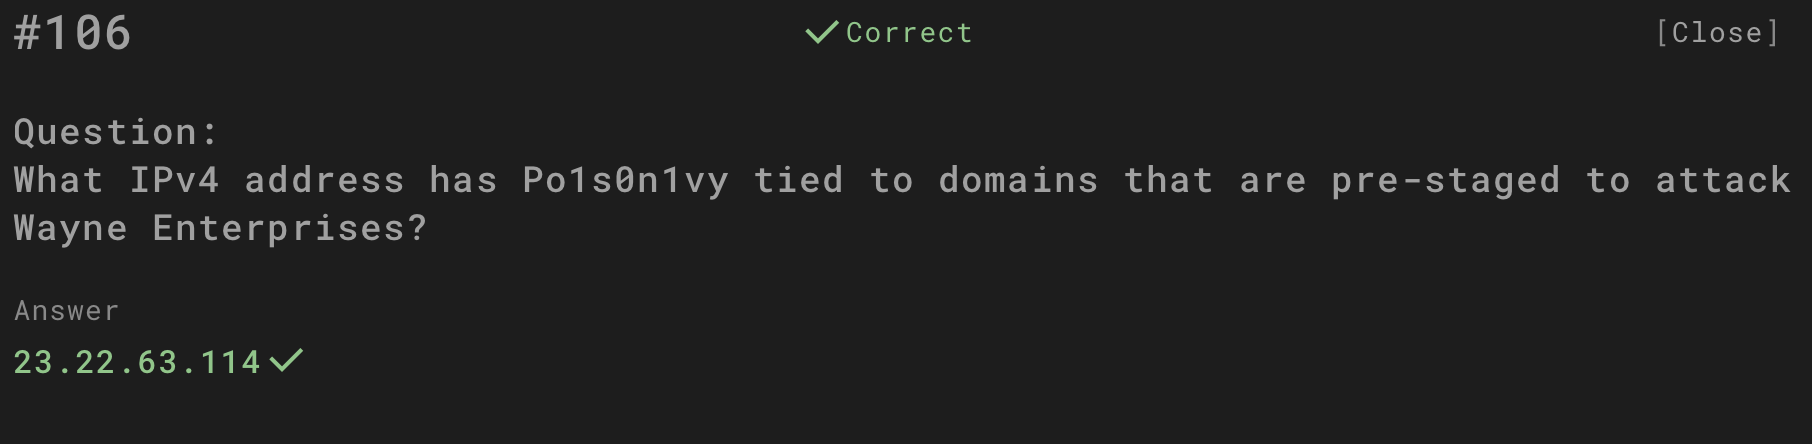 #106
Correct
[Close]
Question:
What IPv4 address has Po1s0n1vy tied to domains that are pre-staged to attack
Wayne Enterprises?
Answer
23.22.63.114